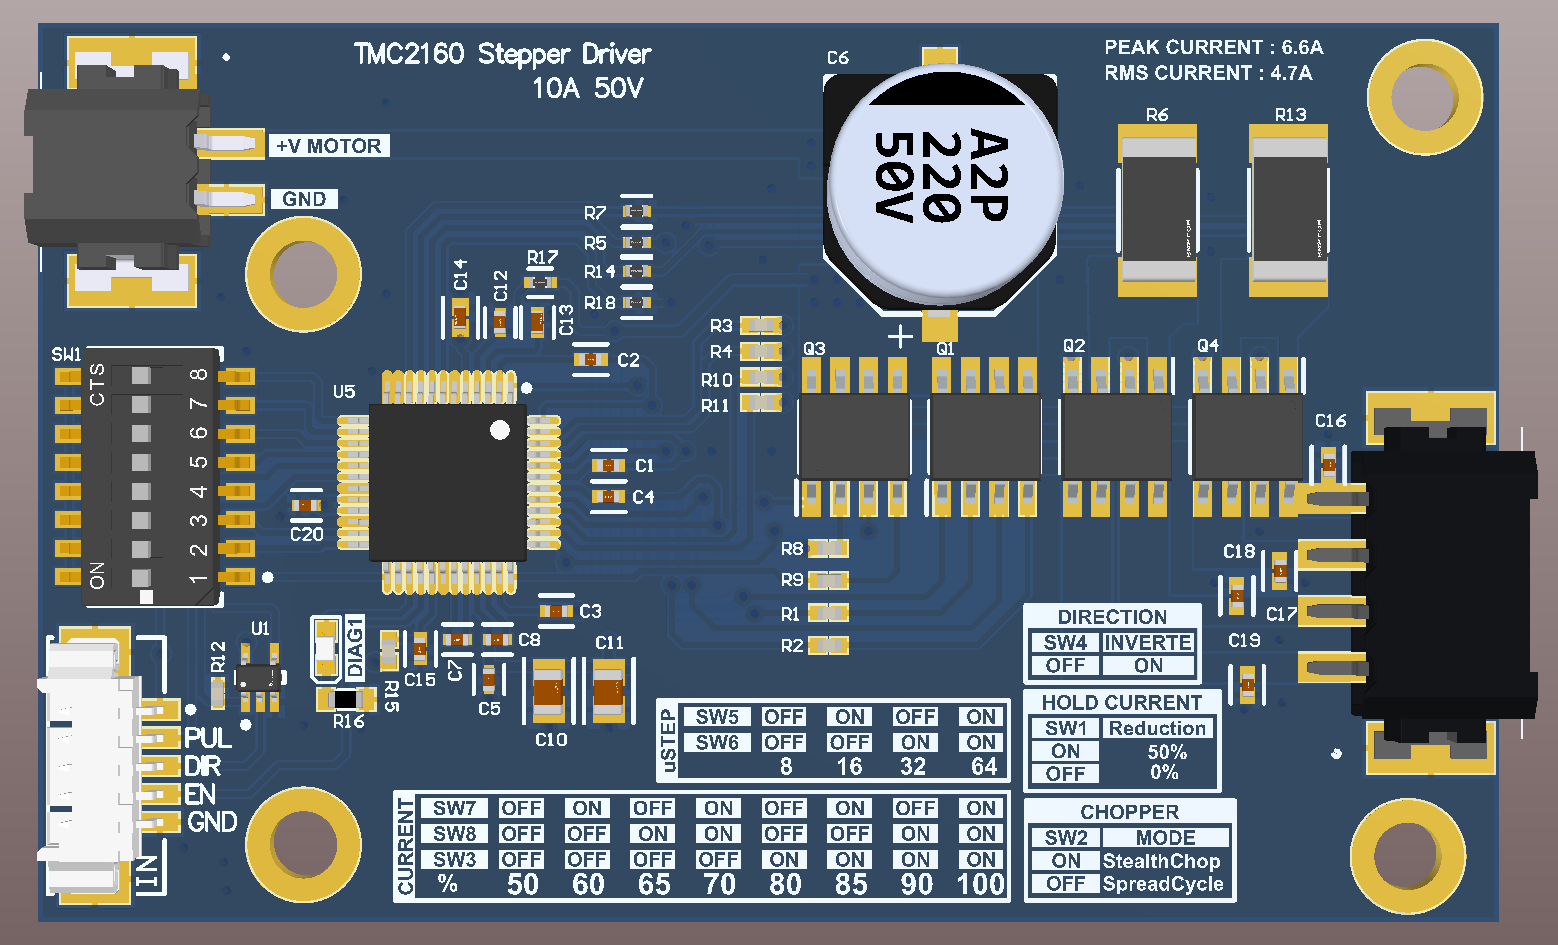 TMC2160 Stepper Driver
10A 50V
PEAK CURRENT : 6.6A
RMS CURRENT : 4.7A
C6
A2P
220
50V
R6
R13
+V MOTOR
GND
R7
R5
R14
R18
R17
C14
C12
C13
C2
R3
R4
R10
R11
Q3
Q1
Q2
Q4
SW1
CTS
8
7
6
5
4
3
2
1
ON
U5
C1
C4
C20
C16
C18
C17
C19
R8
R9
R1
R2
U1
DIAG1
R12
R16
R15
C15
C7
C8
C3
C5
C10
C11
PUL
DIR
EN
GND
IN
uSTEP
SW5 OFF ON OFF ON
SW6 OFF OFF ON ON
8 16 32 64
CURRENT
SW7 OFF ON OFF ON OFF ON OFF ON
SW8 OFF OFF ON ON OFF OFF ON ON
SW3 OFF OFF OFF OFF ON ON ON ON
% 50 60 65 70 80 85 90 100
DIRECTION
SW4 INVERTE
OFF ON
HOLD CURRENT
SW1 Reduction
ON 50%
OFF 0%
CHOPPER
SW2 MODE
ON StealthChop
OFF SpreadCycle